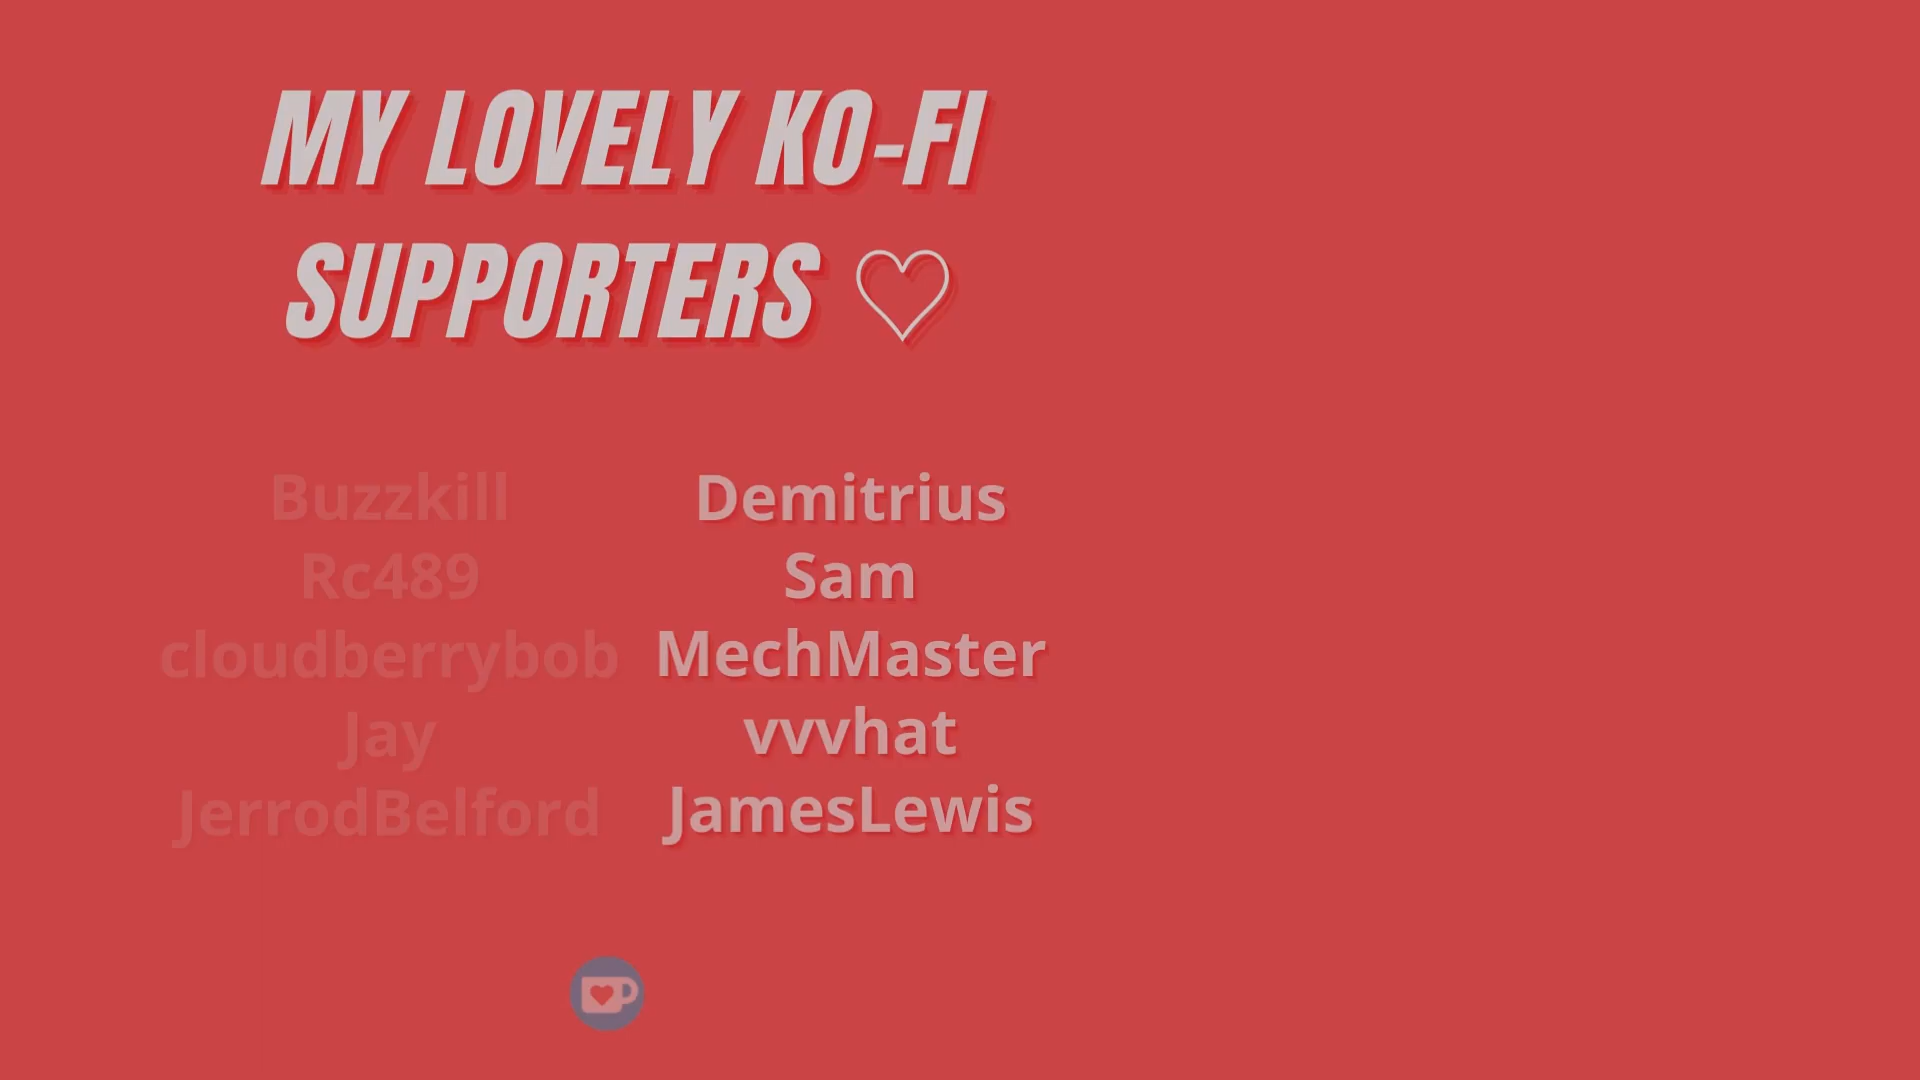 MY LOVELY KO-FI
SUPPORTERS ♡
Buzzkill
Rc489
cloudberrybob
Jay
JerrodBelford
Demitrius
Sam
MechMaster
vvvhat
JamesLewis